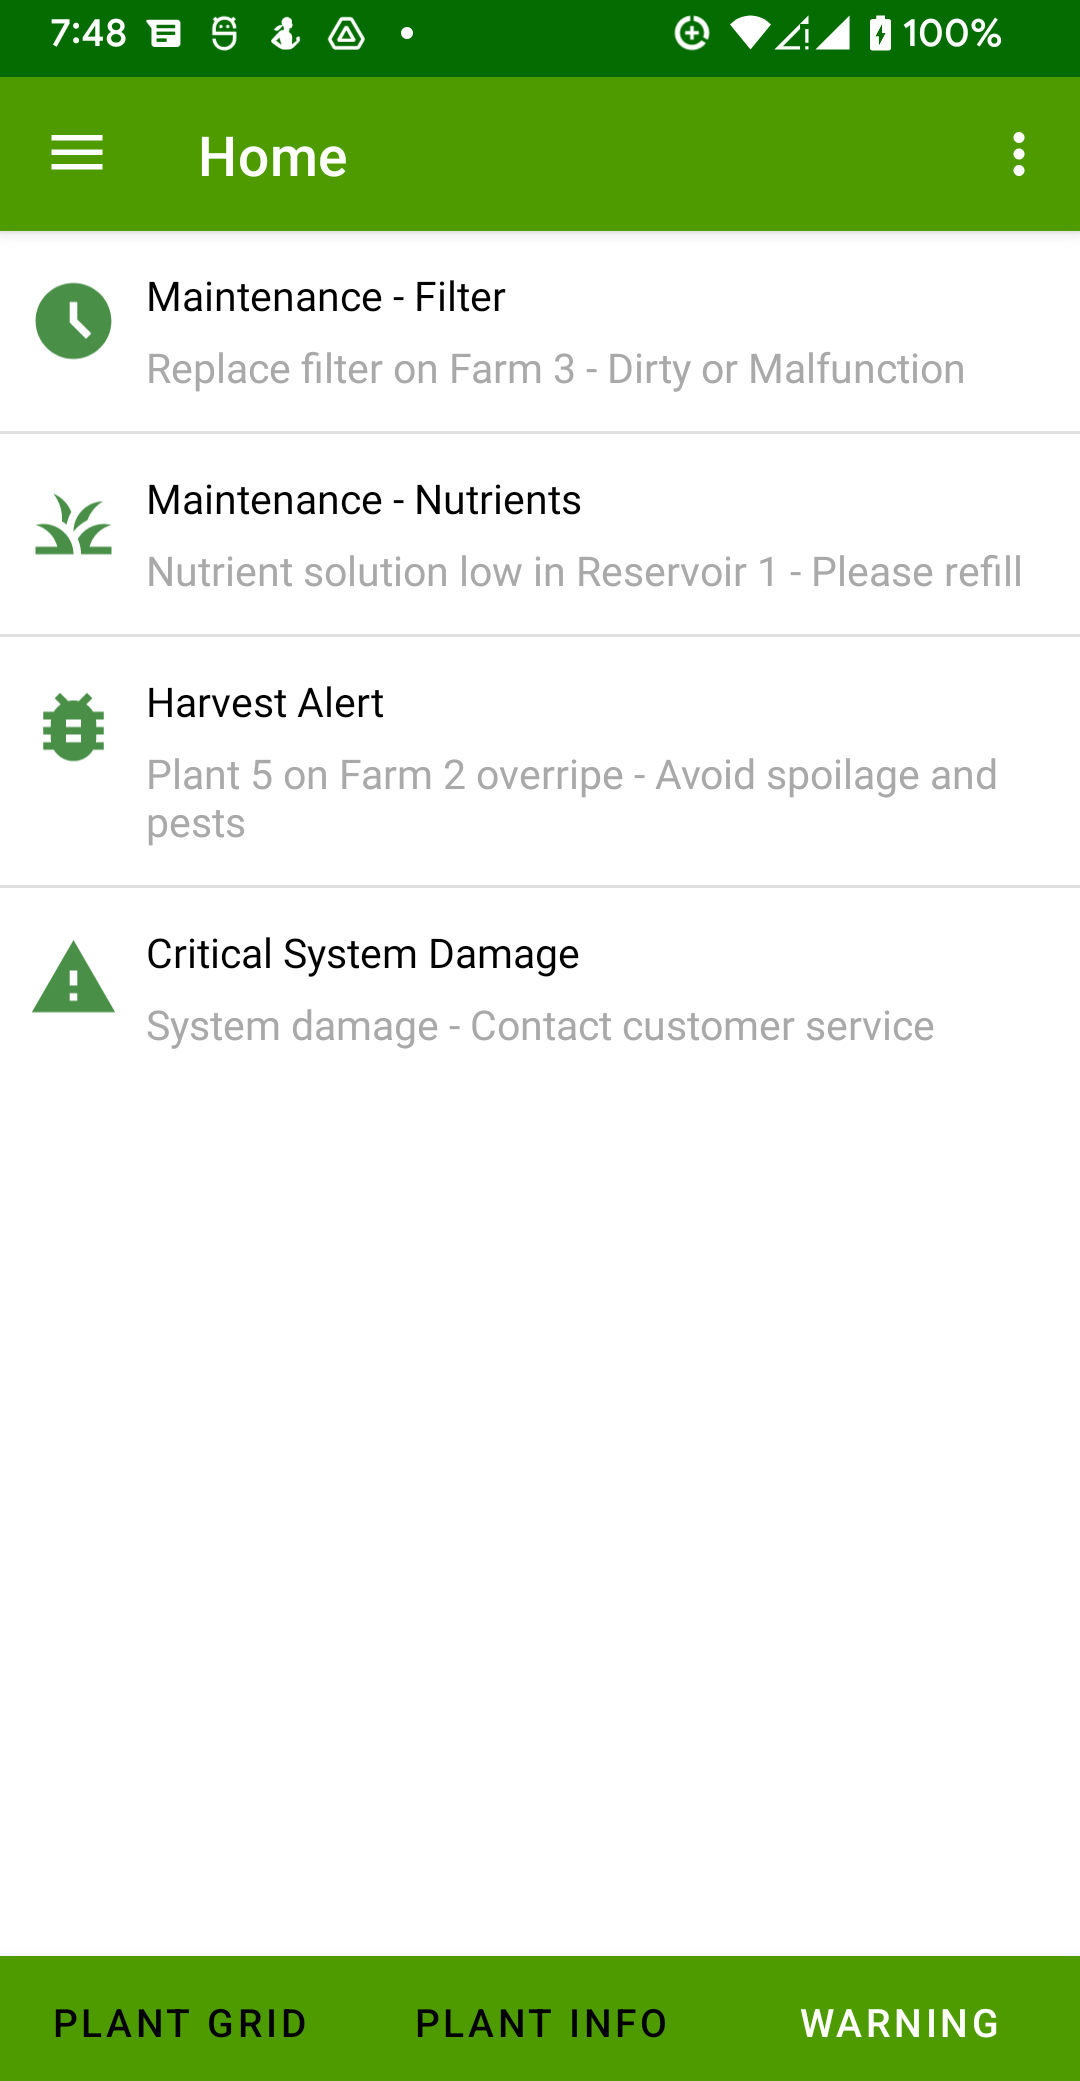 7:48
100%
Home
Maintenance - Filter
Replace filter on Farm 3 - Dirty or Malfunction
Maintenance - Nutrients
Nutrient solution low in Reservoir 1 - Please refill
Harvest Alert
Plant 5 on Farm 2 overripe - Avoid spoilage and
pests
Critical System Damage
System damage - Contact customer service
PLANT GRID
PLANT INFO
WARNING